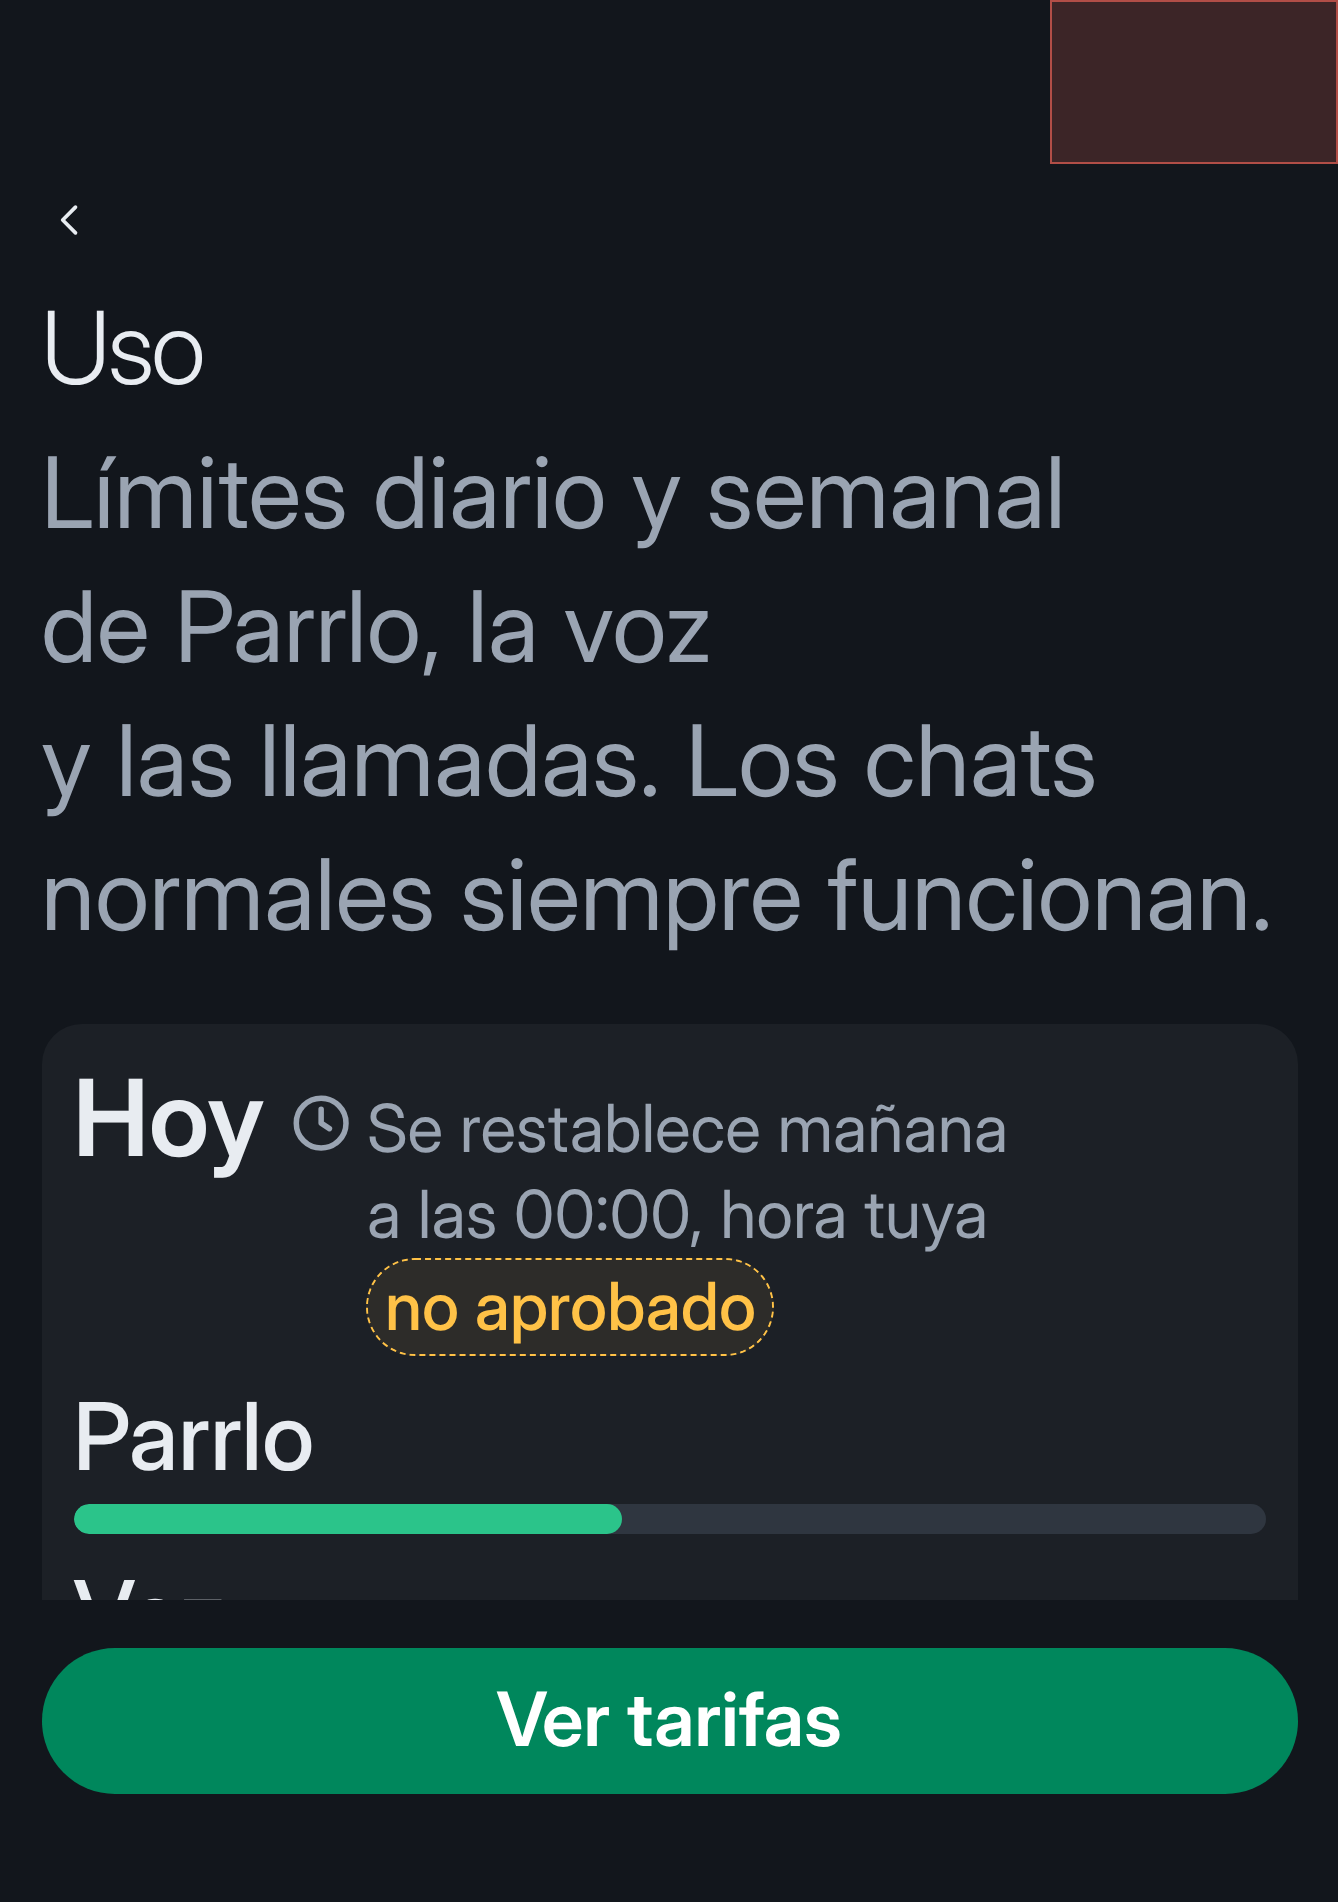 Uso
Límites diario y semanal
de Parrlo, la voz
y las llamadas. Los chats
normales siempre funcionan.
Hoy
Se restablece mañana
a las 00:00, hora tuya
no aprobado
Parrlo
Ver tarifas